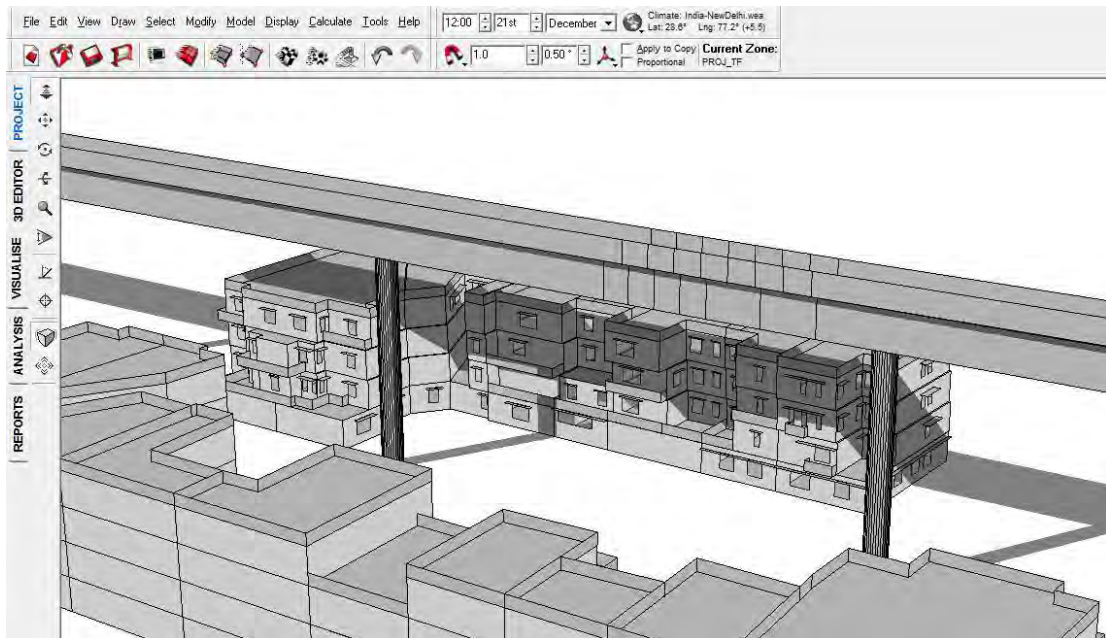 File Edit View Draw Select Modify Model Display Calculate Tools Help
12:00 21st December
Climate: India-NewDelhi.wea
Lat: 28.6° Lng: 77.2° (+5.5)
1.0 0.50 ° Apply to Copy
Proportional
Current Zone:
PROJ_TF
PROJECT
3D EDITOR
VISUALISE
ANALYSIS
REPORTS